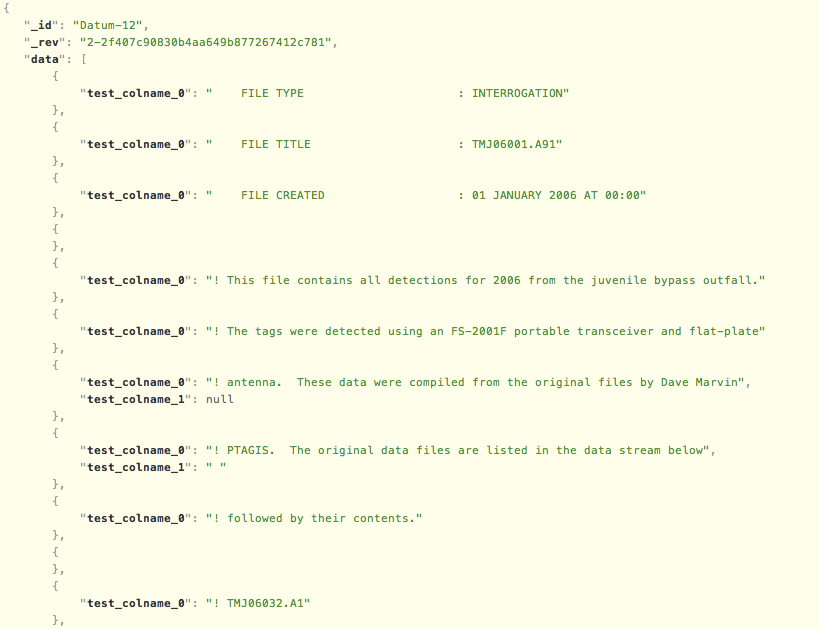 {
"_id": "Datum-12",
"_rev": "2-2f407c90830b4aa649b877267412c781",
"data": [
{
"test_colname_0": "    FILE TYPE                      : INTERROGATION"
},
{
"test_colname_0": "    FILE TITLE                     : TMJ06001.A91"
},
{
"test_colname_0": "    FILE CREATED                   : 01 JANUARY 2006 AT 00:00"
},
{
},
{
"test_colname_0": "! This file contains all detections for 2006 from the juvenile bypass outfall."
},
{
"test_colname_0": "! The tags were detected using an FS-2001F portable transceiver and flat-plate"
},
{
"test_colname_0": "! antenna.  These data were compiled from the original files by Dave Marvin",
"test_colname_1": null
},
{
"test_colname_0": "! PTAGIS.  The original data files are listed in the data stream below",
"test_colname_1": " "
},
{
"test_colname_0": "! followed by their contents."
},
{
},
{
"test_colname_0": "! TMJ06032.A1"
},